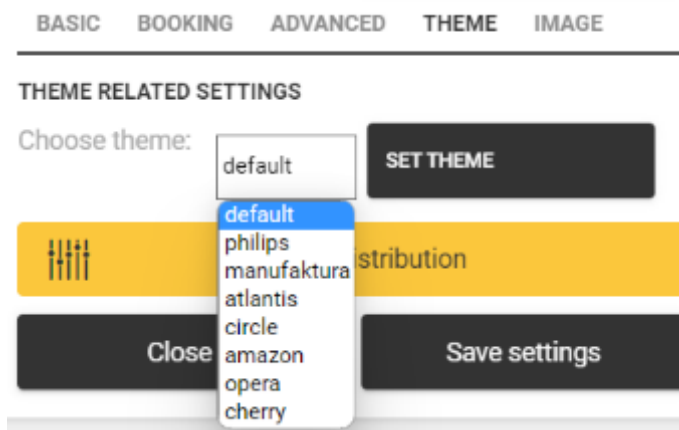 BASIC BOOKING ADVANCED THEME IMAGE
THEME RELATED SETTINGS
Choose theme: default SET THEME
default
philips
manufaktura
atlantis
circle
amazon
opera
cherry
istribution
Close Save settings